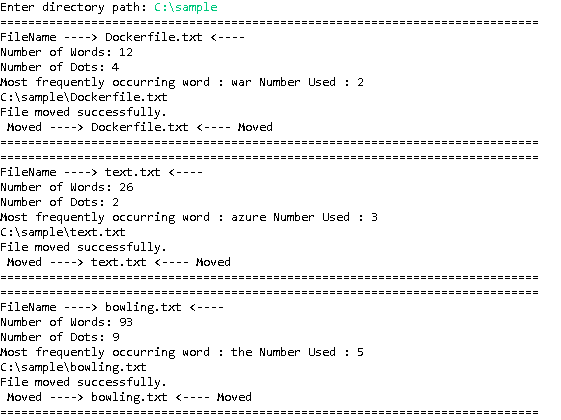 Enter directory path: C:\sample
===========================================================================
FileName ----> Dockerfile.txt <----
Number of Words: 12
Number of Dots: 4
Most frequently occurring word : war Number Used : 2
C:\sample\Dockerfile.txt
File moved successfully.
 Moved ----> Dockerfile.txt <---- Moved
===========================================================================
===========================================================================
FileName ----> text.txt <----
Number of Words: 26
Number of Dots: 2
Most frequently occurring word : azure Number Used : 3
C:\sample\text.txt
File moved successfully.
 Moved ----> text.txt <---- Moved
===========================================================================
===========================================================================
FileName ----> bowling.txt <----
Number of Words: 93
Number of Dots: 9
Most frequently occurring word : the Number Used : 5
C:\sample\bowling.txt
File moved successfully.
 Moved ----> bowling.txt <---- Moved
===========================================================================